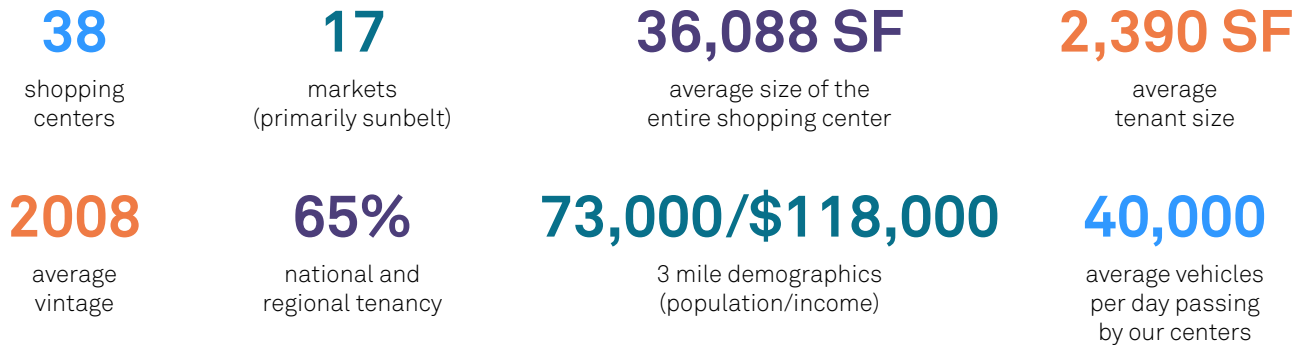 38
shopping
centers
17
markets
(primarily sunbelt)
36,088 SF
average size of the
entire shopping center
2,390 SF
average
tenant size
2008
average
vintage
65%
national and
regional tenancy
73,000/$118,000
3 mile demographics
(population/income)
40,000
average vehicles
per day passing
by our centers